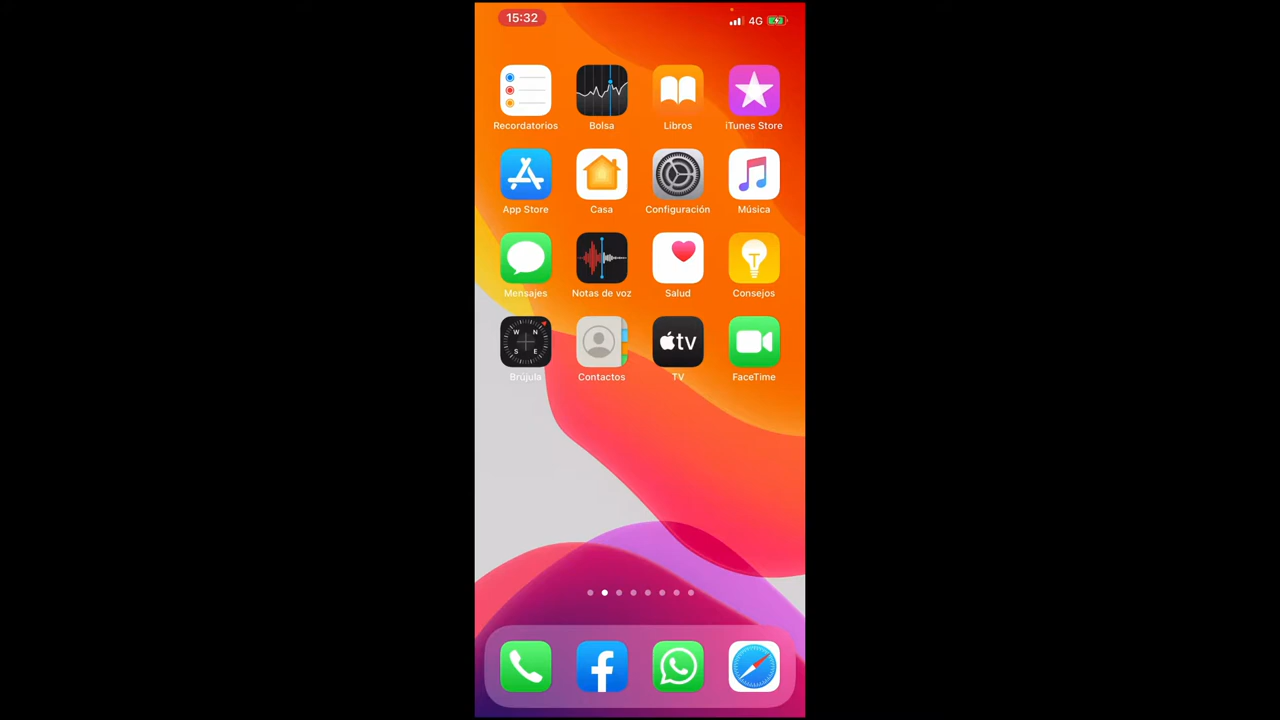 15:32
4G
Recordatorios
Bolsa
Libros
iTunes Store
App Store
Casa
Configuración
Música
Mensajes
Notas de voz
Salud
Consejos
W N
S E
tv
Brújula
Contactos
TV
FaceTime